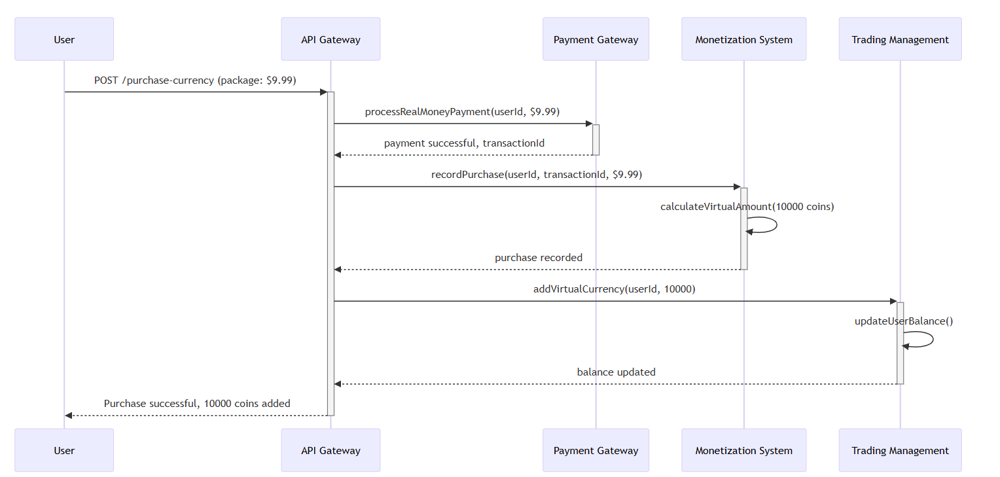 User
API Gateway
Payment Gateway
Monetization System
Trading Management
POST /purchase-currency (package: $9.99)
processRealMoneyPayment(userId, $9.99)
payment successful, transactionId
recordPurchase(userId, transactionId, $9.99)
calculateVirtualAmount(10000 coins)
purchase recorded
addVirtualCurrency(userId, 10000)
updateUserBalance()
balance updated
Purchase successful, 10000 coins added
User
API Gateway
Payment Gateway
Monetization System
Trading Management